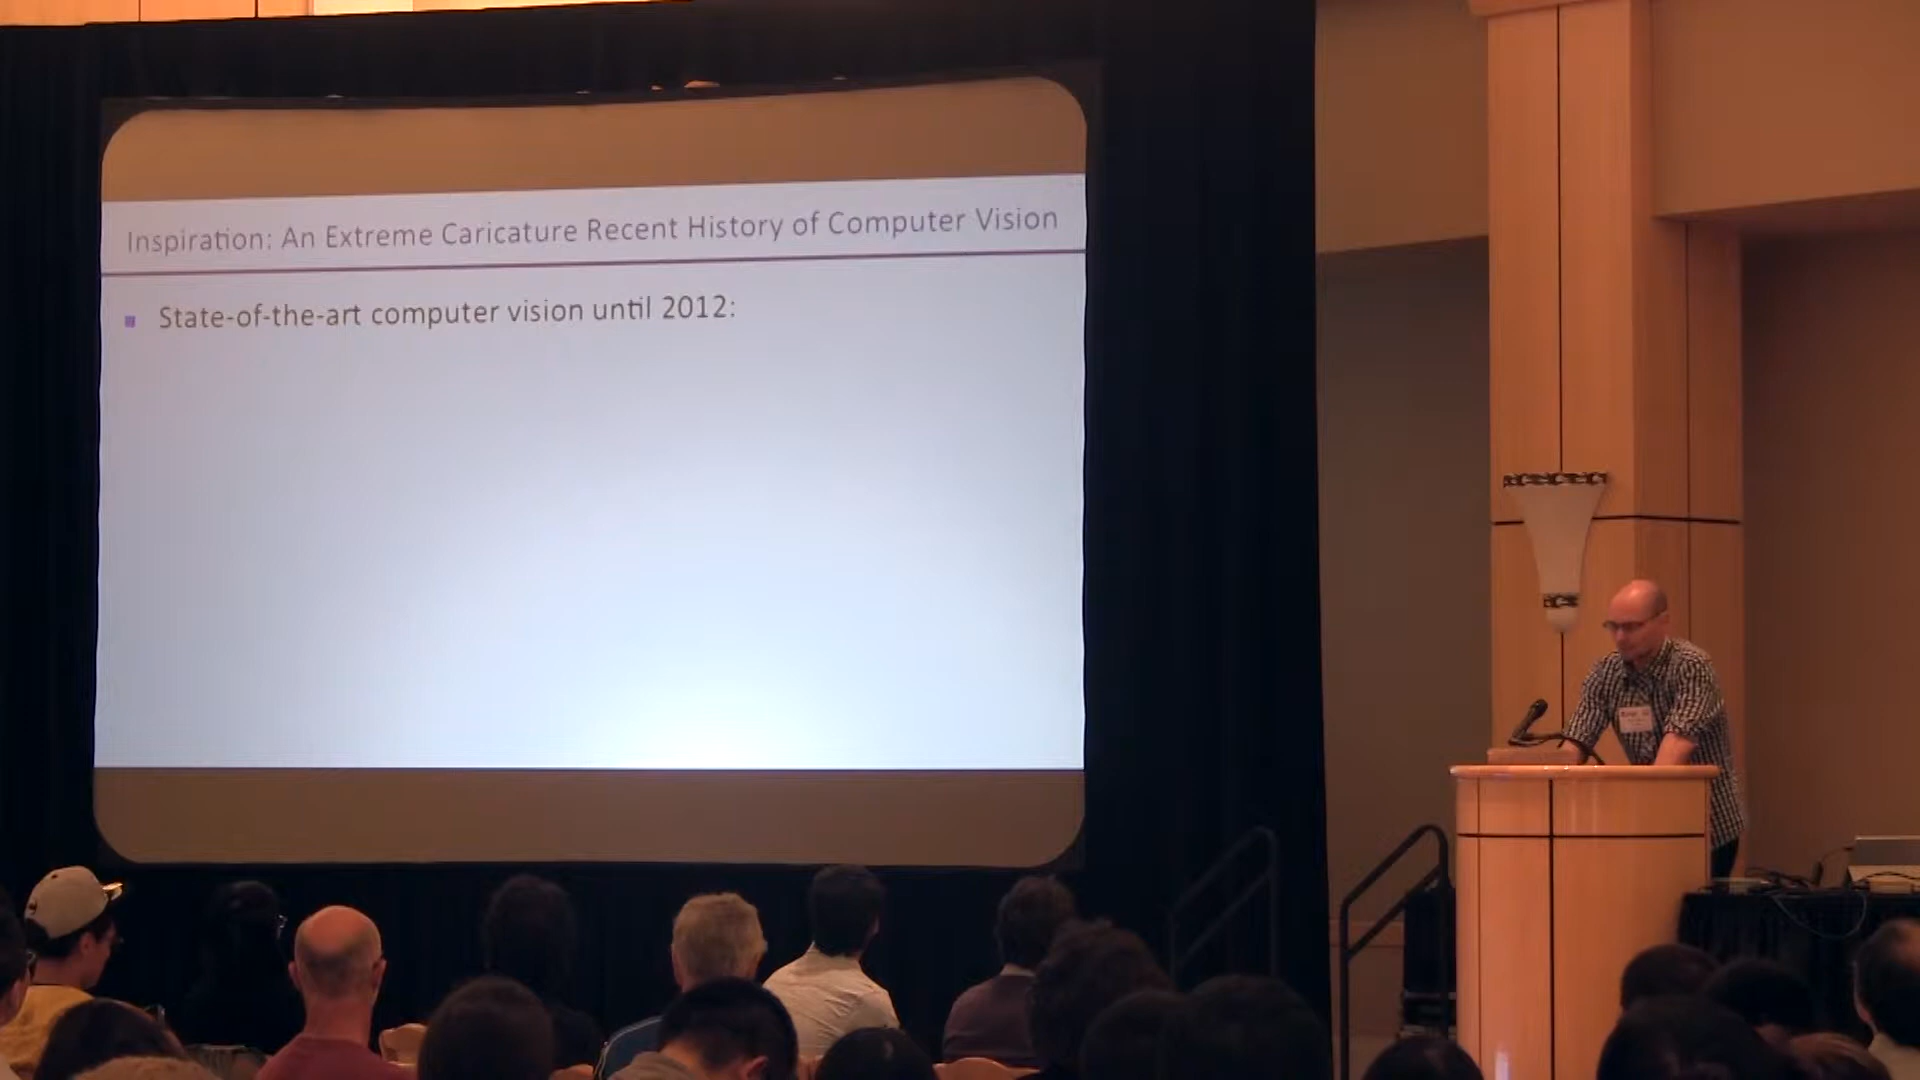 Inspiration: An Extreme Caricature Recent History of Computer Vision
State-of-the-art computer vision until 2012: